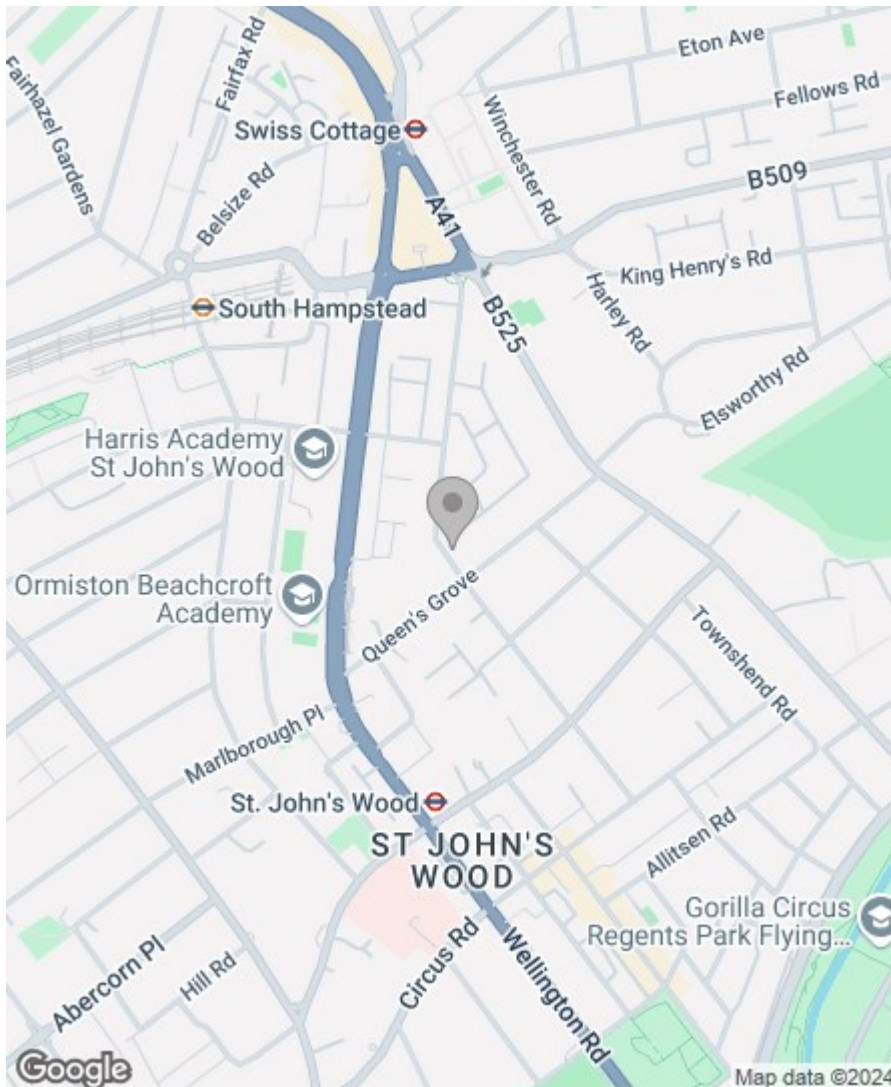 Eton Ave
Fairfax Rd
Fairhazel Gardens
Fellows Rd
Swiss Cottage
Winchester Rd
Belsize Rd
A41
B509
King Henry's Rd
Harley Rd
South Hampstead
B525
Elsworthy Rd
Harris Academy
St John's Wood
Ormiston Beachcroft
Academy
Queen's Grove
Townshend Rd
Marlborough Pl
St. John's Wood
Allitsen Rd
ST JOHN'S
WOOD
Gorilla Circus
Regents Park Flying...
Circus Rd
Wellington Rd
Abercorn Pl
Hill Rd
Google
Map data ©2024